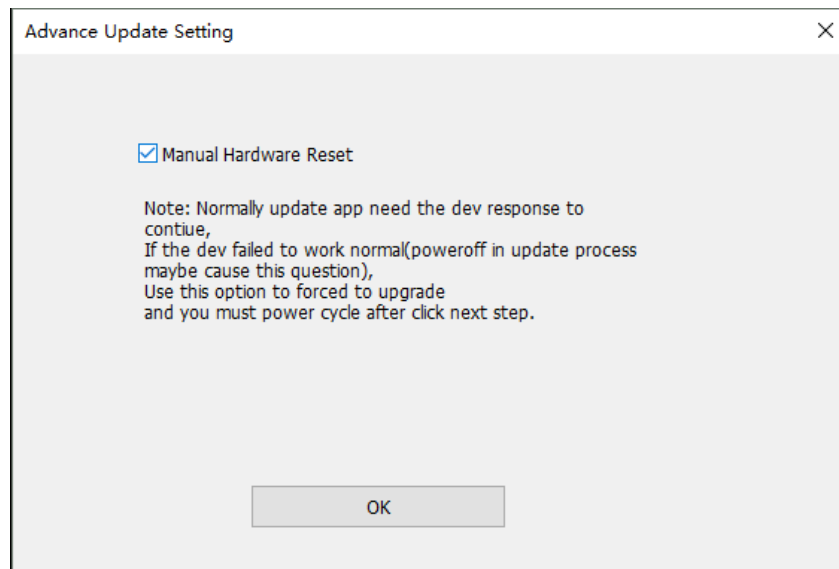 Advance Update Setting
Manual Hardware Reset
Note: Normally update app need the dev response to
contiue,
If the dev failed to work normal(poweroff in update process
maybe cause this question),
Use this option to forced to upgrade
and you must power cycle after click next step.
OK